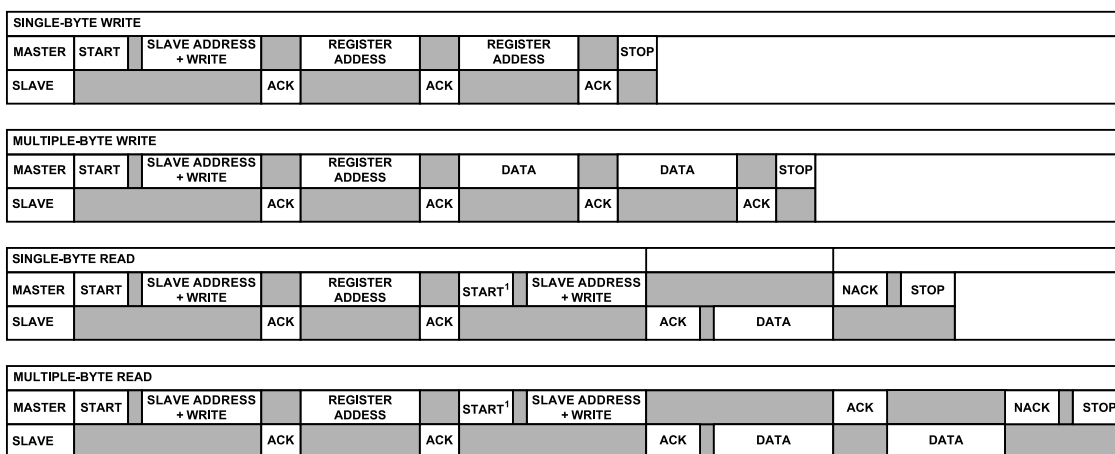 SINGLE-BYTE WRITE
MASTER START SLAVE ADDRESS + WRITE REGISTER ADDESS REGISTER ADDESS STOP
SLAVE ACK ACK ACK
MULTIPLE-BYTE WRITE
MASTER START SLAVE ADDRESS + WRITE REGISTER ADDESS DATA DATA STOP
SLAVE ACK ACK ACK ACK
SINGLE-BYTE READ
MASTER START SLAVE ADDRESS + WRITE REGISTER ADDESS START1 SLAVE ADDRESS + WRITE NACK STOP
SLAVE ACK ACK ACK DATA
MULTIPLE-BYTE READ
MASTER START SLAVE ADDRESS + WRITE REGISTER ADDESS START1 SLAVE ADDRESS + WRITE ACK NACK STOP
SLAVE ACK ACK ACK DATA DATA